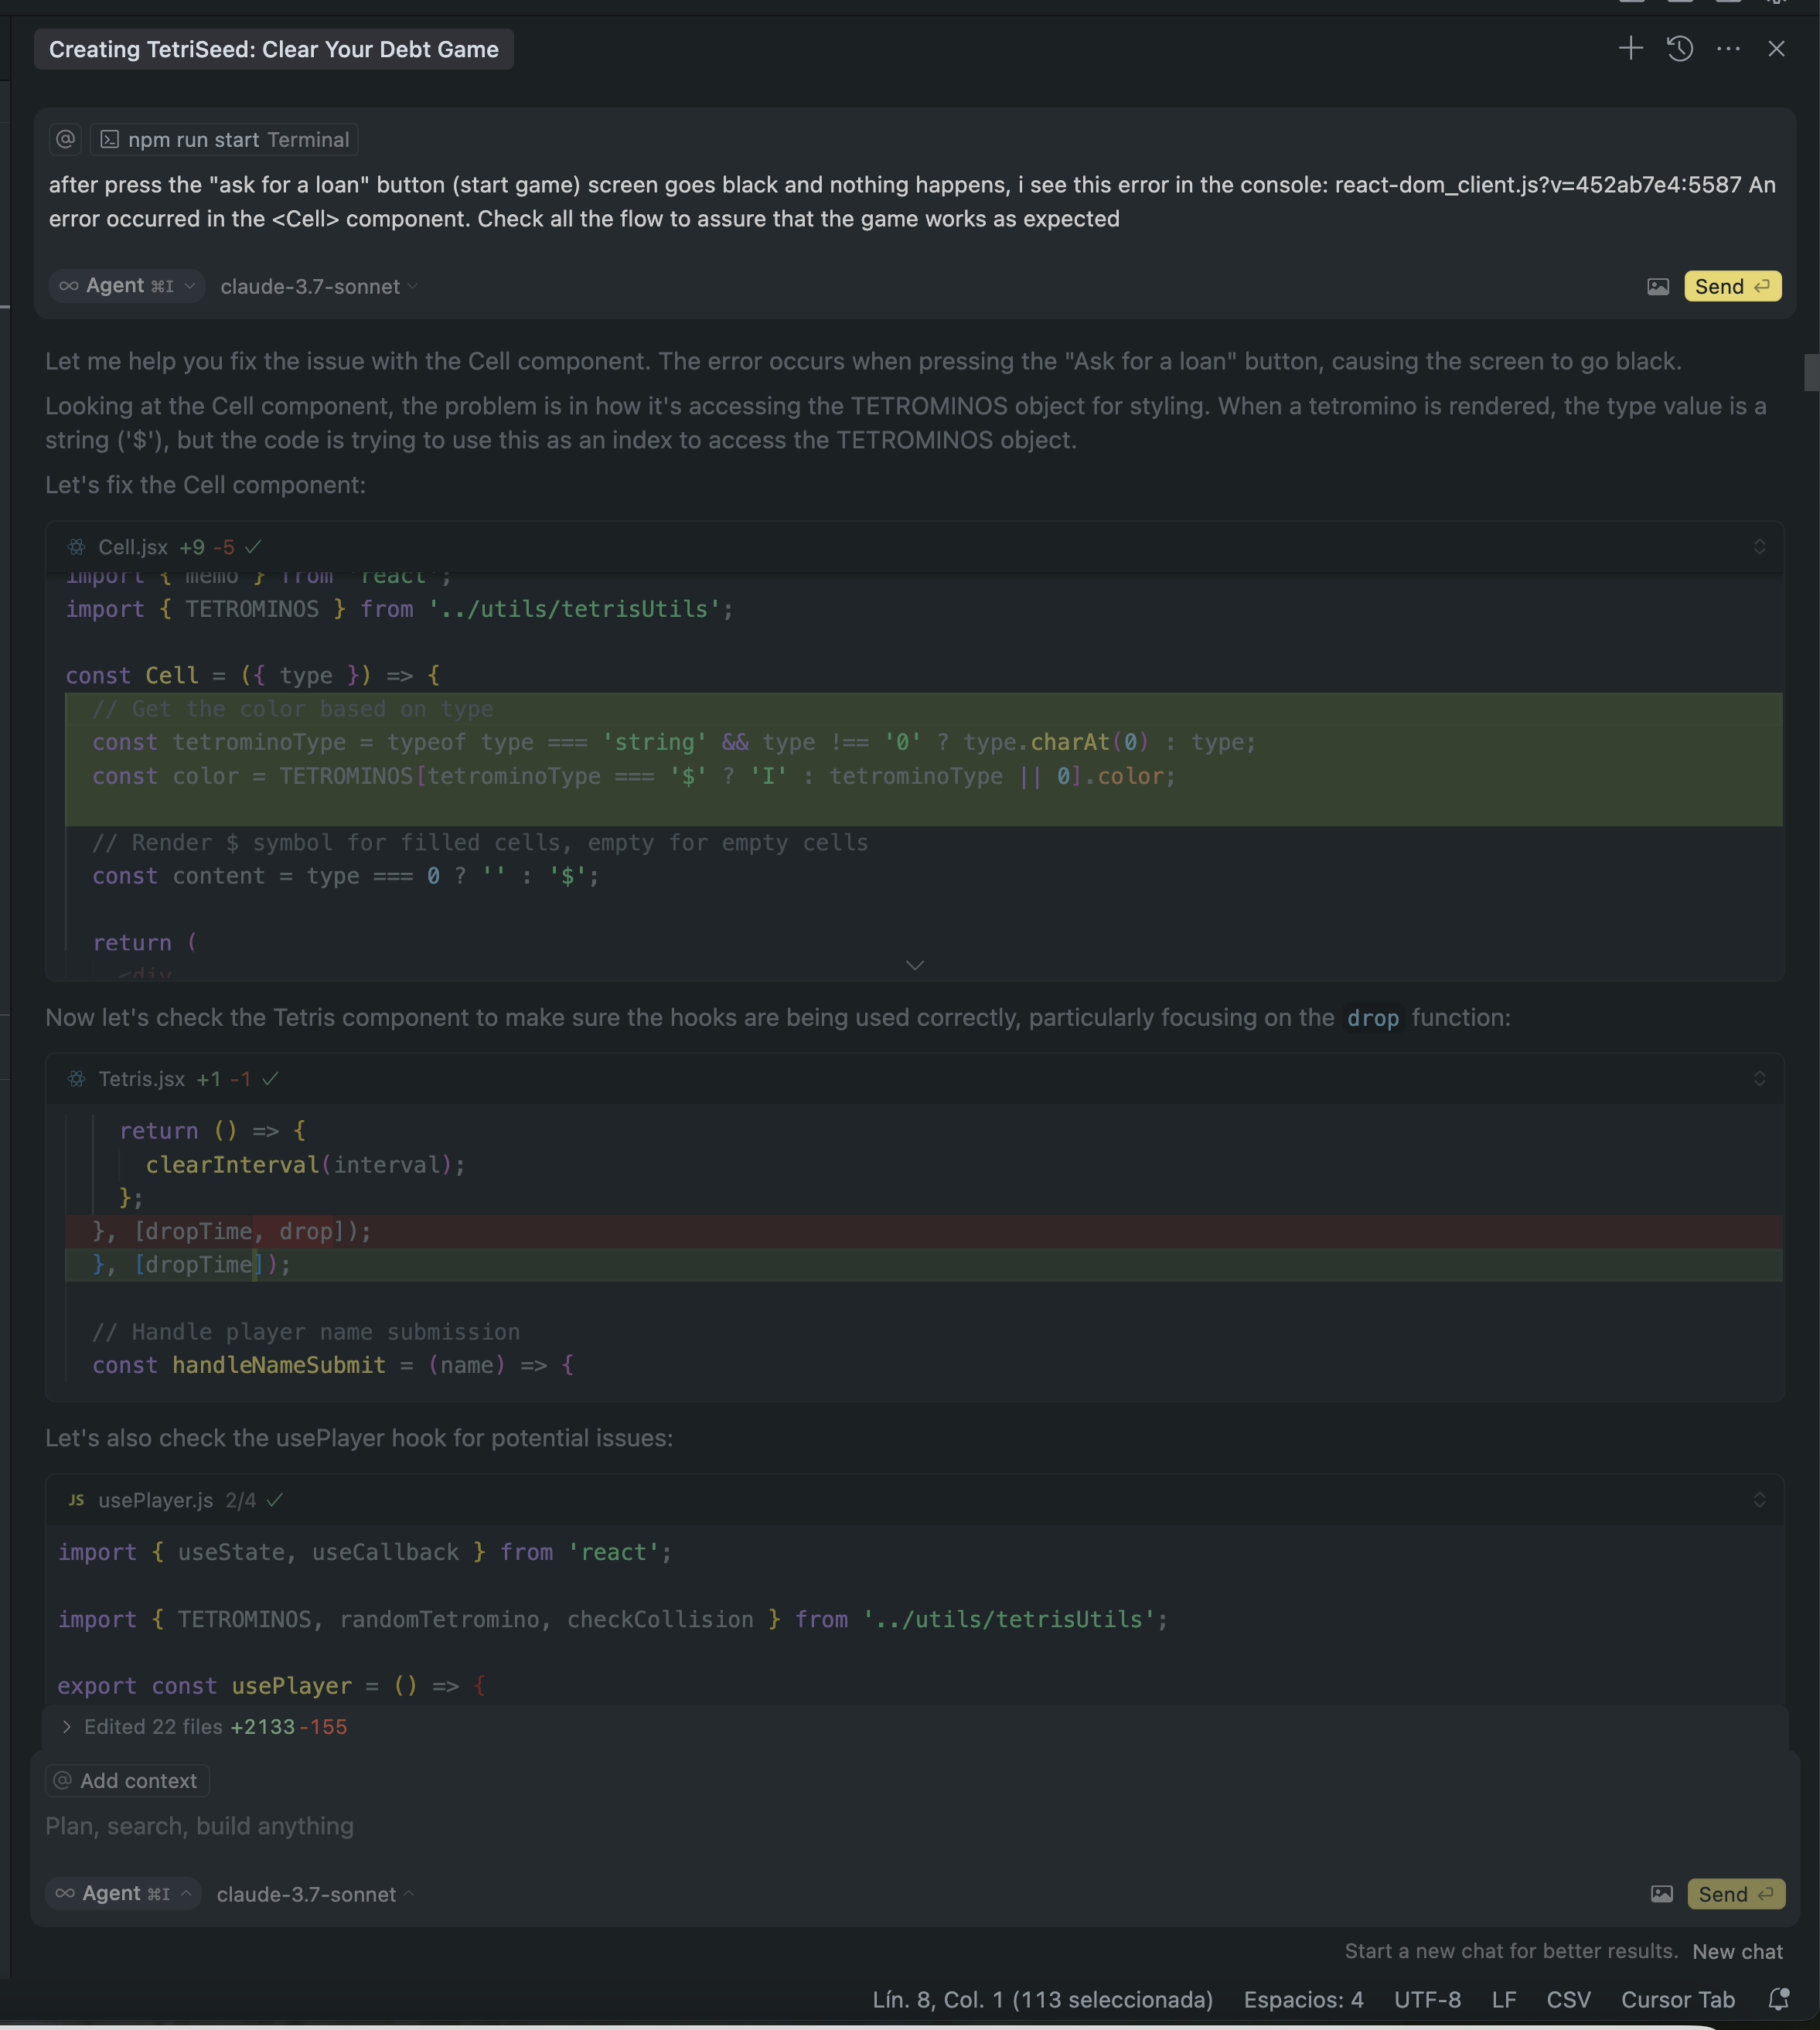 Creating TetriSeed: Clear Your Debt Game
@ npm run start Terminal
after press the "ask for a loan" button (start game) screen goes black and nothing happens, i see this error in the console: react-dom_client.js?v=452ab7e4:5587 An
error occurred in the <Cell> component. Check all the flow to assure that the game works as expected
Agent ⌘I claude-3.7-sonnet Send
Let me help you fix the issue with the Cell component. The error occurs when pressing the "Ask for a loan" button, causing the screen to go black.
Looking at the Cell component, the problem is in how it's accessing the TETROMINOS object for styling. When a tetromino is rendered, the type value is a
string ('$'), but the code is trying to use this as an index to access the TETROMINOS object.
Let's fix the Cell component:
Cell.jsx +9 -5
import { memo } from 'react';
import { TETROMINOS } from '../utils/tetrisUtils';
const Cell = ({ type }) => {
// Get the color based on type
const tetrominoType = typeof type === 'string' && type !== '0' ? type.charAt(0) : type;
const color = TETROMINOS[tetrominoType === '$' ? 'I' : tetrominoType || 0].color;
// Render $ symbol for filled cells, empty for empty cells
const content = type === 0 ? '' : '$';
return (
<div
Now let's check the Tetris component to make sure the hooks are being used correctly, particularly focusing on the drop function:
Tetris.jsx +1 -1
return () => {
clearInterval(interval);
};
}, [dropTime, drop]);
}, [dropTime]);
// Handle player name submission
const handleNameSubmit = (name) => {
Let's also check the usePlayer hook for potential issues:
JS usePlayer.js 2/4
import { useState, useCallback } from 'react';
import { TETROMINOS, randomTetromino, checkCollision } from '../utils/tetrisUtils';
export const usePlayer = () => {
Edited 22 files +2133 -155
@ Add context
Plan, search, build anything
Agent ⌘I claude-3.7-sonnet Send
Start a new chat for better results. New chat
Lín. 8, Col. 1 (113 seleccionada) Espacios: 4 UTF-8 LF CSV Cursor Tab